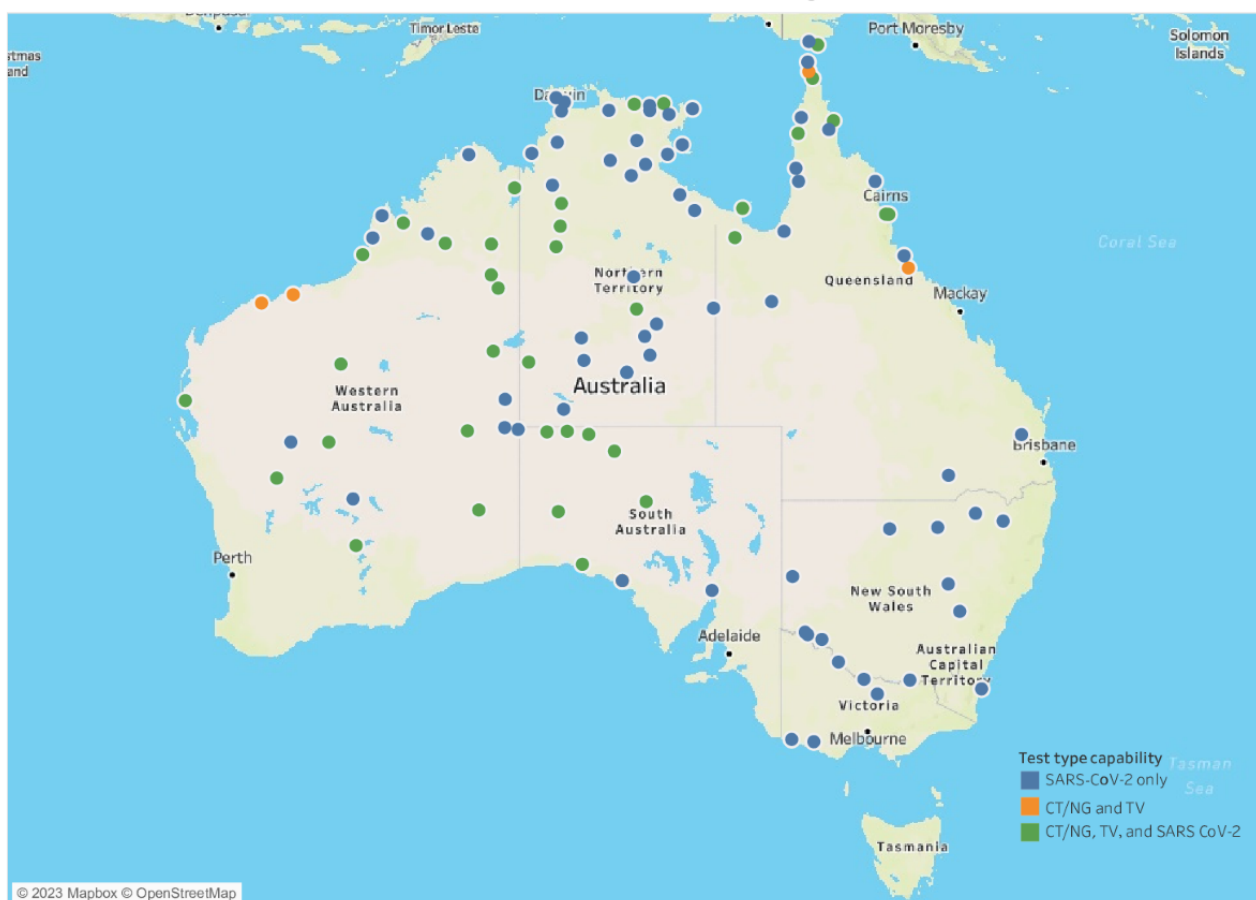 Timor Leste
Port Moresby
Solomon
Islands
Cairns
Coral Sea
Northern
Territory
Queensland
Mackay
Australia
Western
Australia
Brisbane
South
Australia
Perth
New South
Wales
Adelaide
Australian
Capital
Territory
Victoria
Melbourne
Test type capability
Tasman
Sea
SARS-CoV-2 only
CT/NG and TV
CT/NG, TV, and SARS CoV-2
Tasmania
© 2023 Mapbox © OpenStreetMap